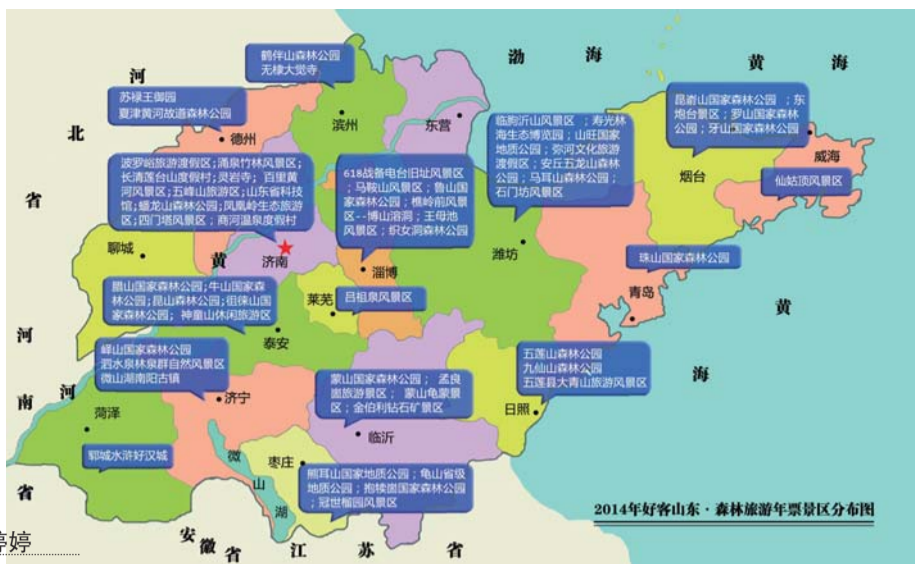 鹤伴山森林公园
无棣大觉寺
苏禄王御园
夏津黄河故道森林公园
河
北
省
渤 海
黄 海
滨州
东营
德州
临朐沂山风景区 ；寿光林
海生态博览园；山旺国家
地质公园；弥河文化旅游
渡假区；安丘五龙山森林
公园；马耳山森林公园；
石门坊风景区
昆嵛山国家森林公园 ；东
炮台景区；罗山国家森林
公园；牙山国家森林公园
威海
烟台
仙姑顶风景区
波罗峪旅游渡假区;涌泉竹林风景区;
长清莲台山度假村;灵岩寺； 百里黄
河风景区；五峰山旅游区；山东省科技
馆；蟠龙山森林公园；凤凰岭生态旅游
区；四门塔风景区；商河温泉度假村
618战备电台旧址风景区
；马鞍山风景区；鲁山国
家森林公园；樵岭前风景
区--博山溶洞；王母池
风景区；织女洞森林公园
聊城
黄
济南
淄博
潍坊
珠山国家森林公园
青岛
黄
海
腊山国家森林公园;牛山国家森
林公园;昆山森林公园;徂徕山国
家森林公园； 神童山休闲旅游区
莱芜
吕祖泉风景区
泰安
河
南
省
河
峄山国家森林公园
泗水泉林泉群自然风景区
微山湖南阳古镇
济宁
菏泽
蒙山国家森林公园； 孟良
崮旅游景区； 蒙山龟蒙景
区；金伯利钻石矿景区
五莲山森林公园
九仙山森林公园
五莲县大青山旅游风景区
日照
临沂
郓城水浒好汉城
微
山
湖
枣庄
熊耳山国家地质公园；龟山省级
地质公园；抱犊崮国家森林公园
；冠世榴园风景区
2014年好客山东·森林旅游年票景区分布图
安
徽
省
江
苏
省
婷